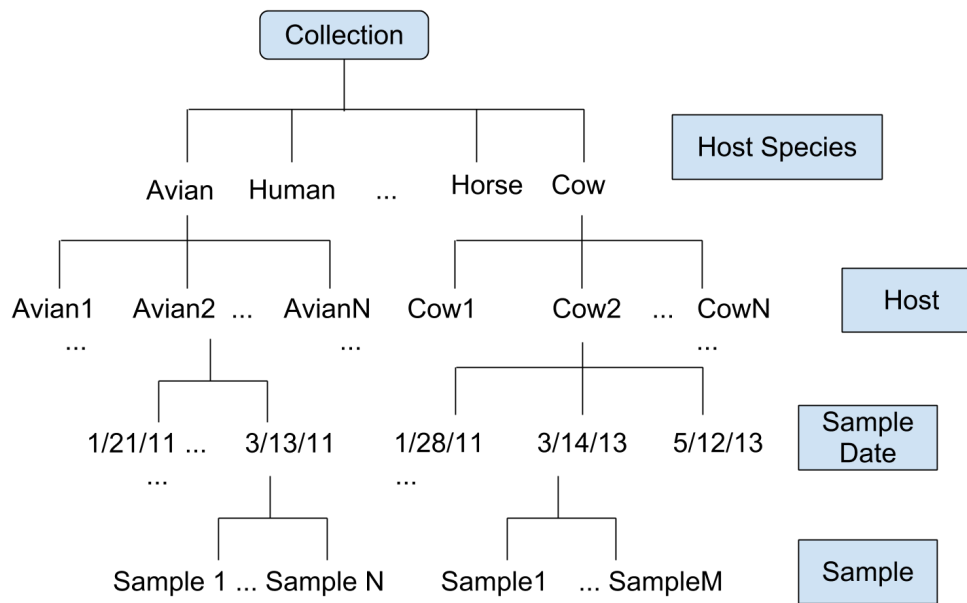 Collection
Host Species
Avian Human ... Horse Cow
Avian1 Avian2 ... AvianN Cow1 Cow2 ... CowN
Host
... ... ...
1/21/11 ... 3/13/11 1/28/11 3/14/13 5/12/13
Sample
Date
... ...
Sample 1 ... Sample N Sample1 ... SampleM
Sample